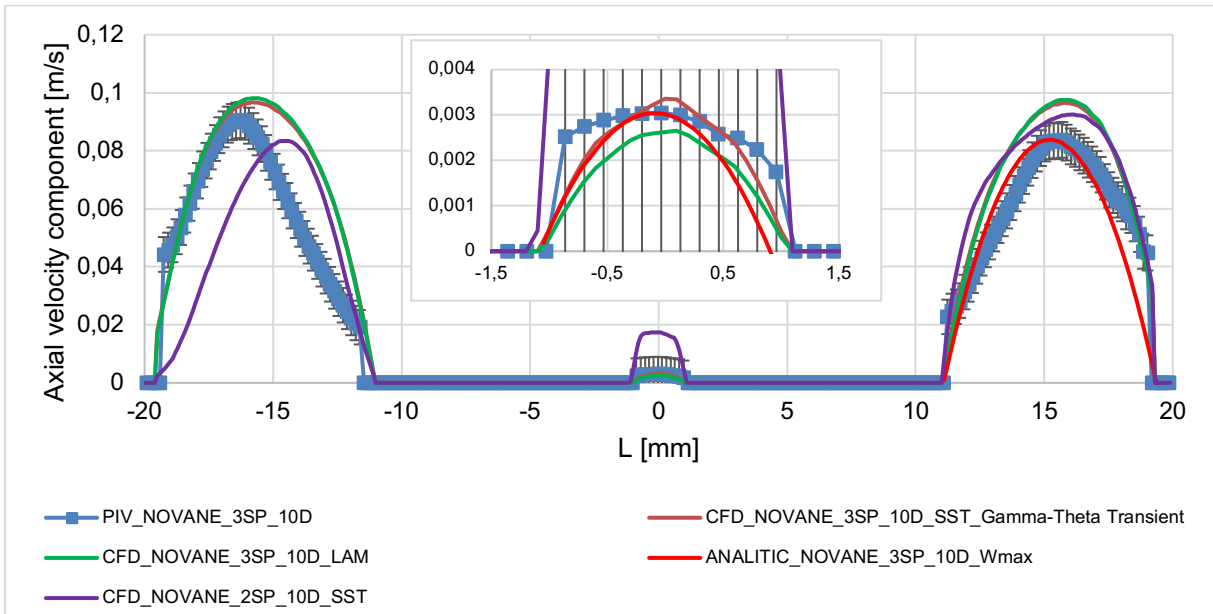 0,12
0,1
0,08
0,06
0,04
0,02
0
Axial velocity component [m/s]
0,004
0,003
0,002
0,001
0
-1,5 -0,5 0,5 1,5
-20 -15 -10 -5 0 5 10 15 20
L [mm]
PIV_NOVANE_3SP_10D CFD_NOVANE_3SP_10D_SST_Gamma-Theta Transient
CFD_NOVANE_3SP_10D_LAM ANALITIC_NOVANE_3SP_10D_Wmax
CFD_NOVANE_2SP_10D_SST